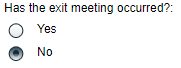 Has the exit meeting occurred?:
Yes
No